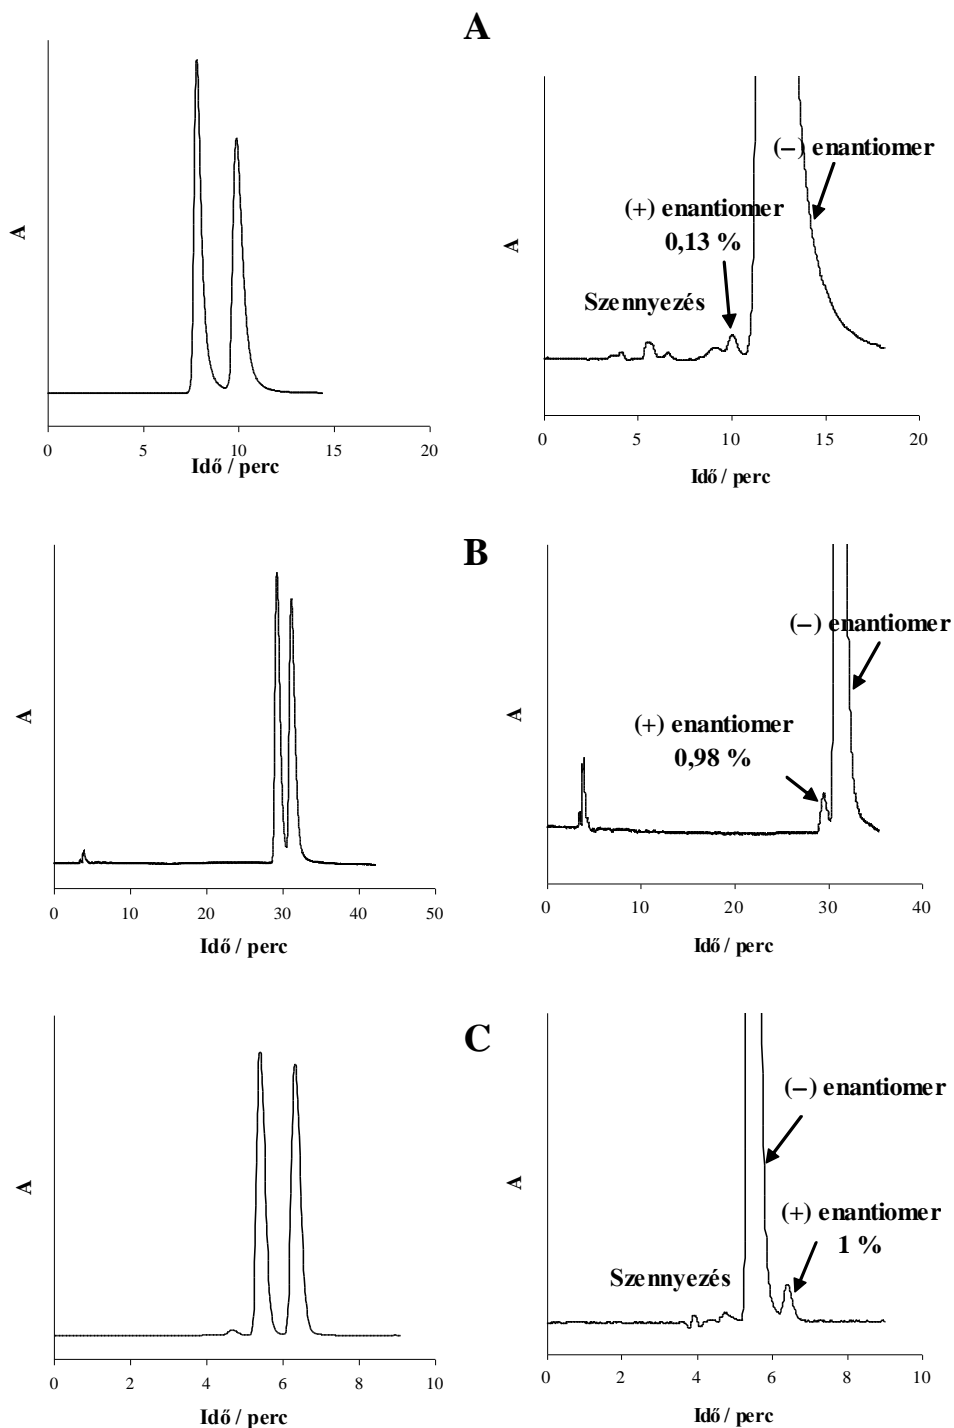 A
A
0 5 10 15 20
Idő / perc
A
(–) enantiomer
(+) enantiomer
0,13 %
Szennyezés
0 5 10 15 20
Idő / perc
B
A
0 10 20 30 40 50
Idő / perc
A
(–) enantiomer
(+) enantiomer
0,98 %
0 10 20 30 40
Idő / perc
C
A
0 2 4 6 8 10
Idő / perc
A
(–) enantiomer
(+) enantiomer
1 %
Szennyezés
0 2 4 6 8 10
Idő / perc